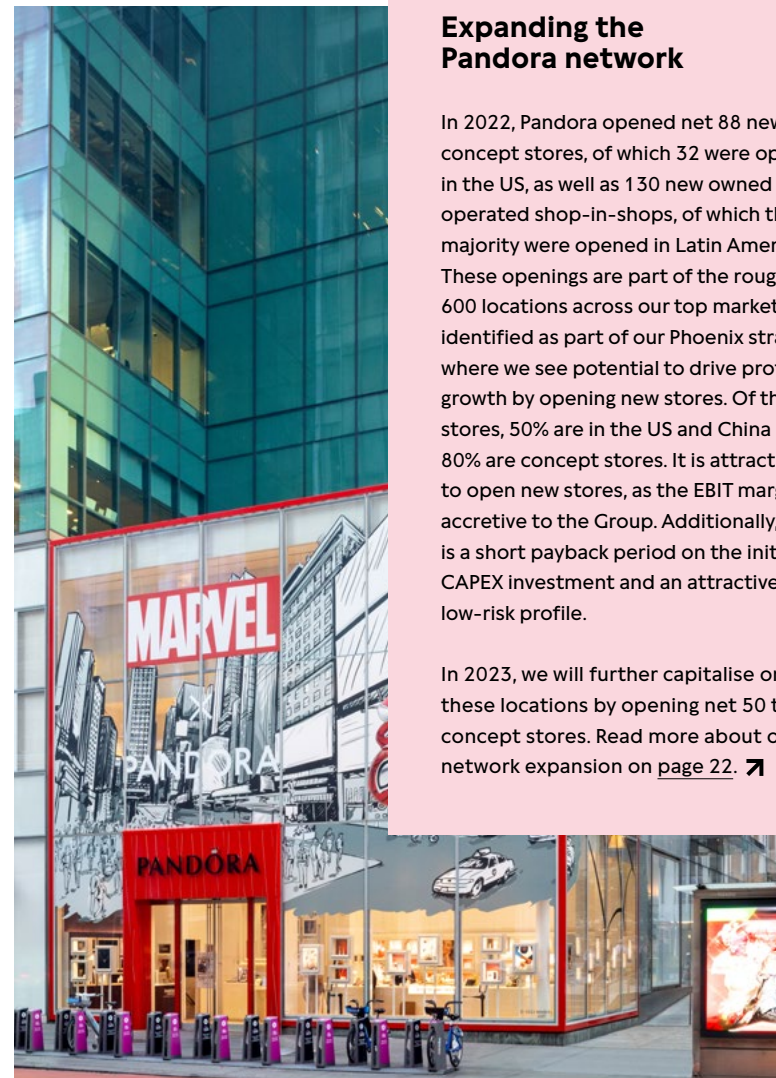 Expanding the
Pandora network
In 2022, Pandora opened net 88 new
concept stores, of which 32 were op
in the US, as well as 130 new owned
operated shop-in-shops, of which th
majority were opened in Latin Amer
These openings are part of the roug
600 locations across our top market
identified as part of our Phoenix stra
where we see potential to drive prof
growth by opening new stores. Of th
stores, 50% are in the US and China
80% are concept stores. It is attract
to open new stores, as the EBIT mar
accretive to the Group. Additionally,
is a short payback period on the init
CAPEX investment and an attractive
low-risk profile.
In 2023, we will further capitalise on
these locations by opening net 50 t
concept stores. Read more about o
network expansion on page 22.
MARVEL
X
PANDORA
PANDÓRA